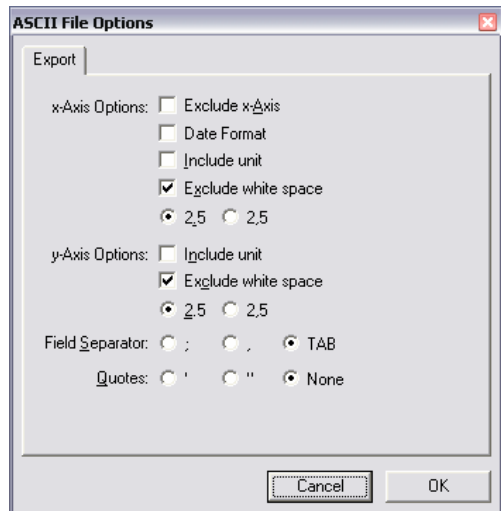 ASCII File Options
Export
x-Axis Options: Exclude x-Axis
Date Format
Include unit
Exclude white space
2.5 2,5
y-Axis Options: Include unit
Exclude white space
2.5 2,5
Field Separator: ; , TAB
Quotes: ' " None
Cancel OK